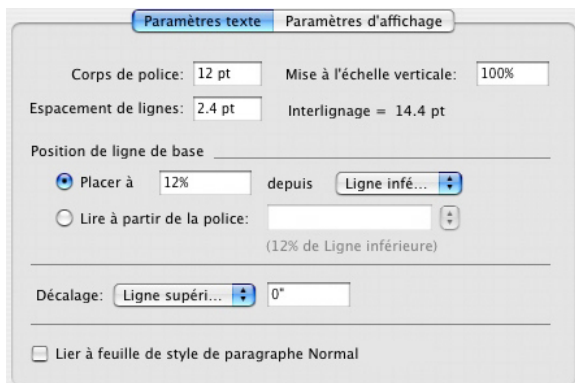 Paramètres texte Paramètres d'affichage
Corps de police: 12 pt Mise à l'échelle verticale: 100%
Espacement de lignes: 2.4 pt Interlignage = 14.4 pt
Position de ligne de base
Placer à 12% depuis Ligne infé...
Lire à partir de la police:
(12% de Ligne inférieure)
Décalage: Ligne supéri... 0"
Lier à feuille de style de paragraphe Normal